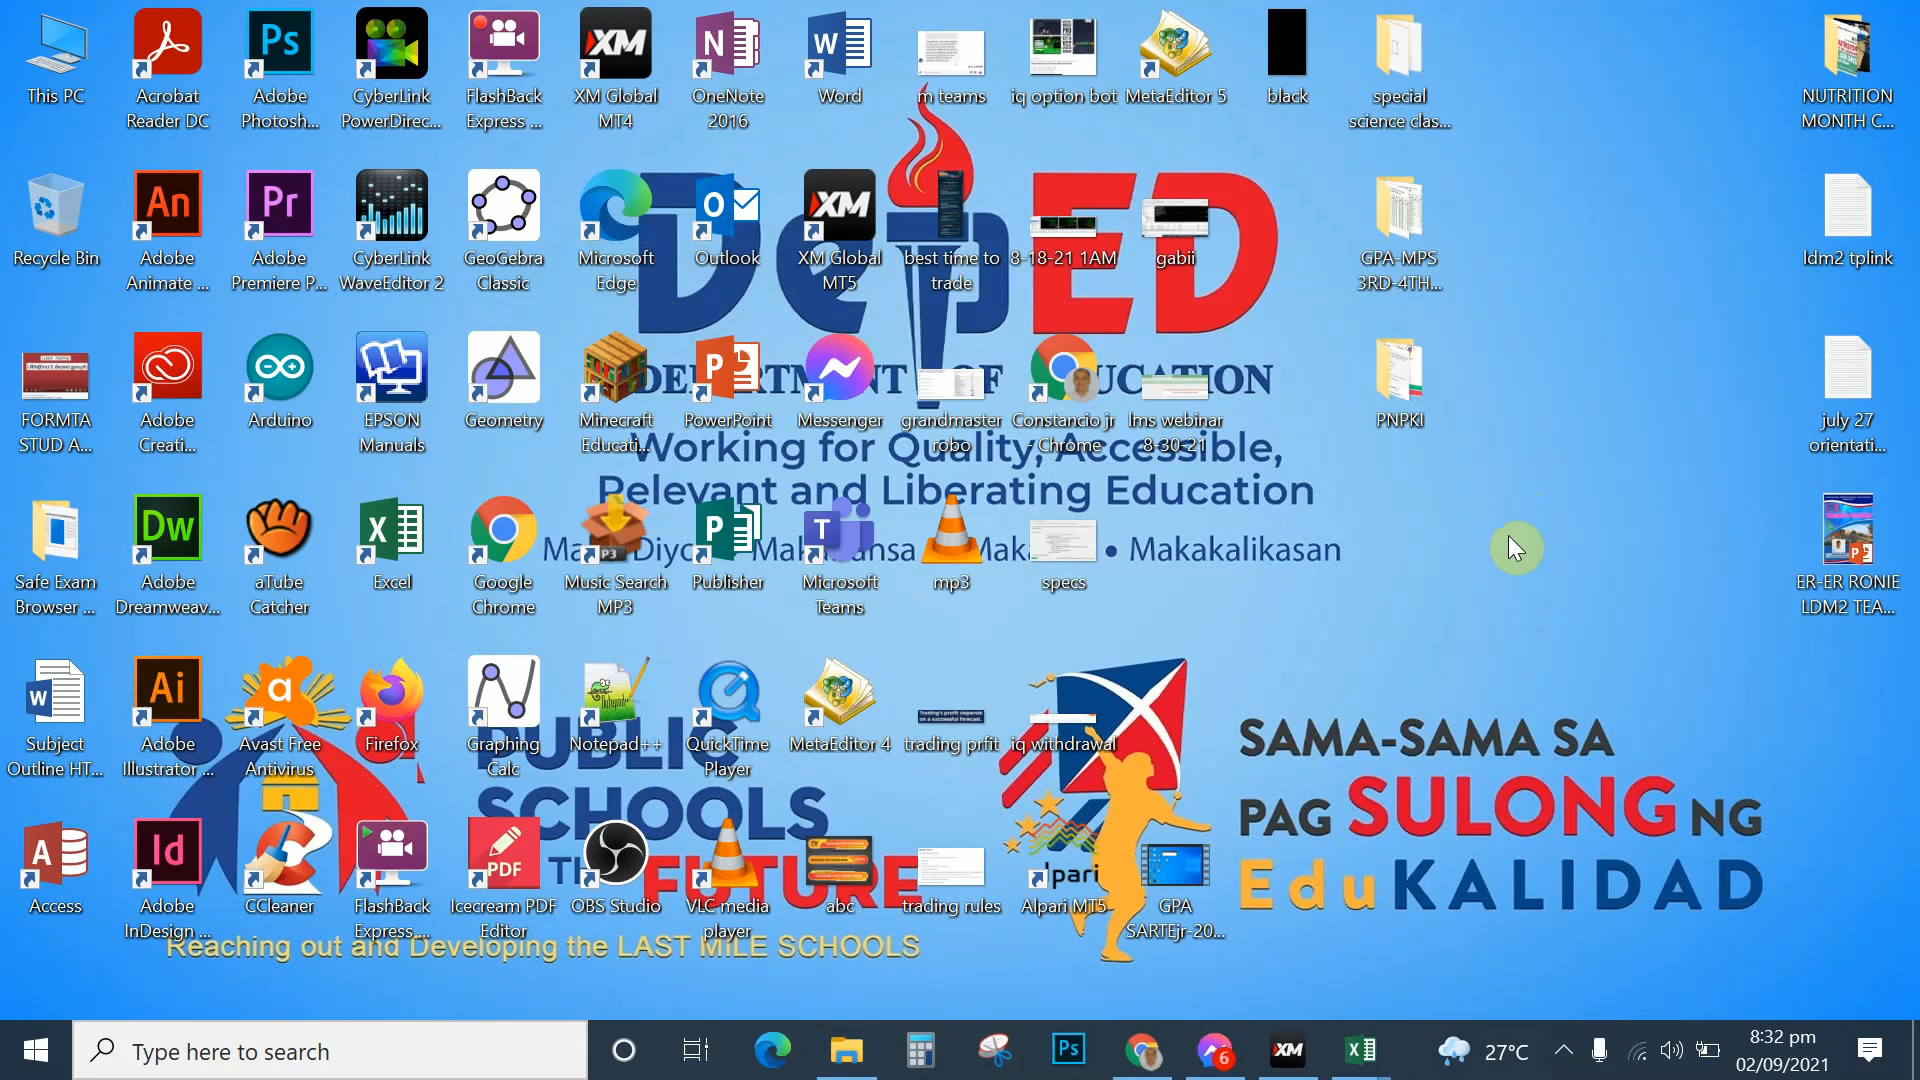 This PC
Acrobat
Reader DC
Adobe
Photosh...
CyberLink
PowerDirec...
FlashBack
Express ...
XM Global
MT4
OneNote
2016
Word
m teams
iq option bot
MetaEditor 5
black
special
science clas...
NUTRITION
MONTH C...
Recycle Bin
Adobe
Animate ...
Adobe
Premiere P...
CyberLink
WaveEditor 2
GeoGebra
Classic
Microsoft
Edge
Outlook
XM Global
MT5
best time to
trade
8-18-21 1AM
gabii
GPA-MPS
3RD-4TH...
ldm2 tplink
DepED
DEPARTMENT OF EDUCATION
FORMTA
STUD A...
Adobe
Creati...
Arduino
EPSON
Manuals
Geometry
Minecraft
Educati...
PowerPoint
Messenger
grandmaster
robo
Constancio jr
- Chrome
lms webinar
8-30-21
PNPKI
july 27
orientati...
Working for Quality, Accessible,
Relevant and Liberating Education
Safe Exam
Browser ...
Adobe
Dreamweav...
aTube
Catcher
Excel
Google
Chrome
Music Search
MP3
Publisher
Microsoft
Teams
mp3
specs
ER-ER RONIE
LDM2 TEA...
• Makakalikasan
Subject
Outline HT...
Adobe
Illustrator ...
Avast Free
Antivirus
Firefox
Graphing
Calc
Notepad++
QuickTime
Player
MetaEditor 4
trading prfit
iq withdrawal
PUBLIC
SCHOOLS
THE FUTURE
SAMA-SAMA SA
PAG SULONG NG
EduKALIDAD
Access
Adobe
InDesign ...
CCleaner
FlashBack
Express ...
Icecream PDF
Editor
OBS Studio
VLC media
player
abc
trading rules
Alpari MT5
GPA
SARTEjr-20...
Reaching out and Developing the LAST MILE SCHOOLS
Type here to search
6
27°C
8:32 pm
02/09/2021